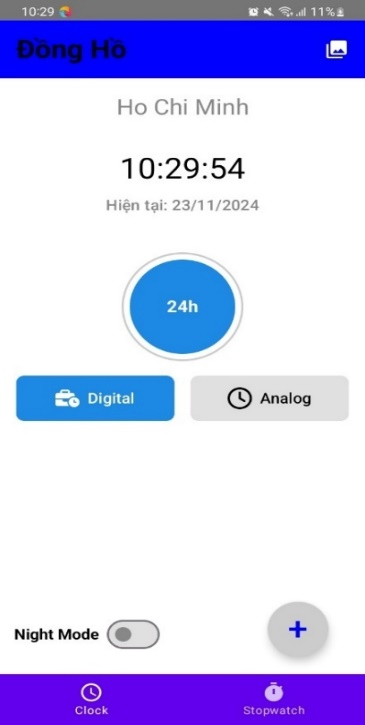 10:29
11%
Đồng Hồ
Ho Chi Minh
10:29:54
Hiện tại: 23/11/2024
24h
Digital
Analog
Night Mode
+
Clock
Stopwatch